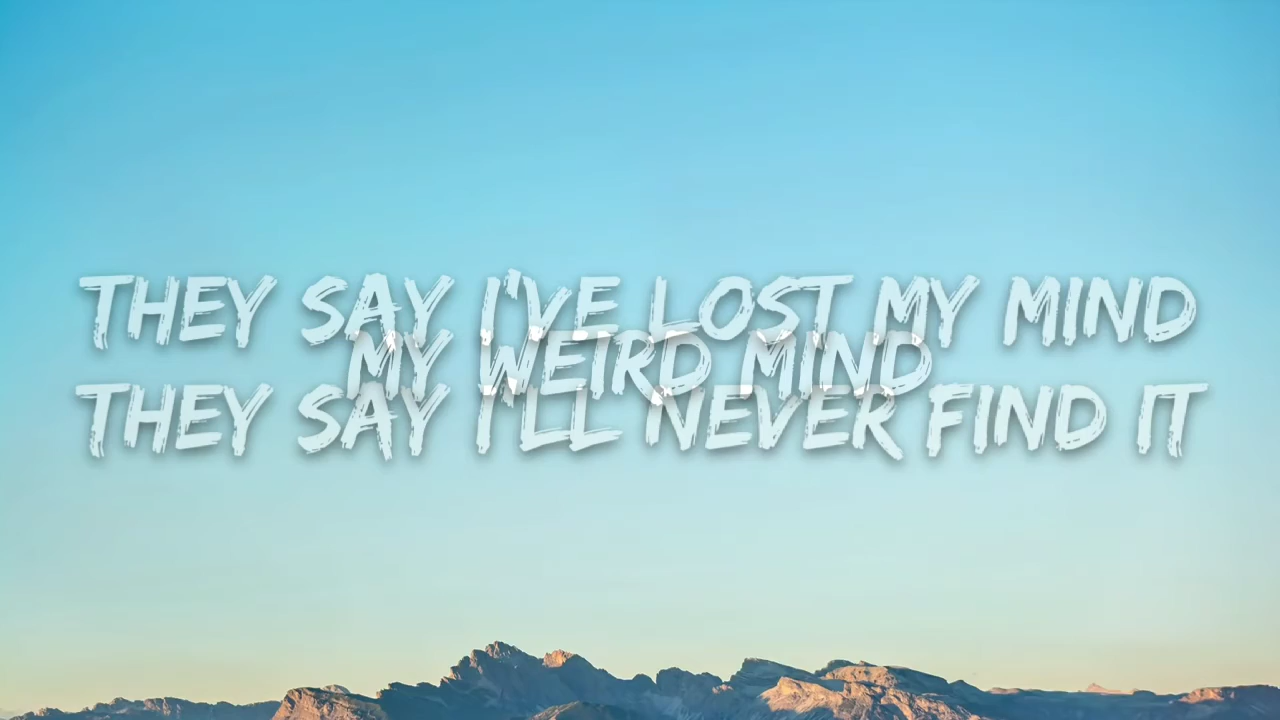 THEY SAY I'VE LOST MY MIND
MY WEIRD MIND
THEY SAY I'LL NEVER FIND IT